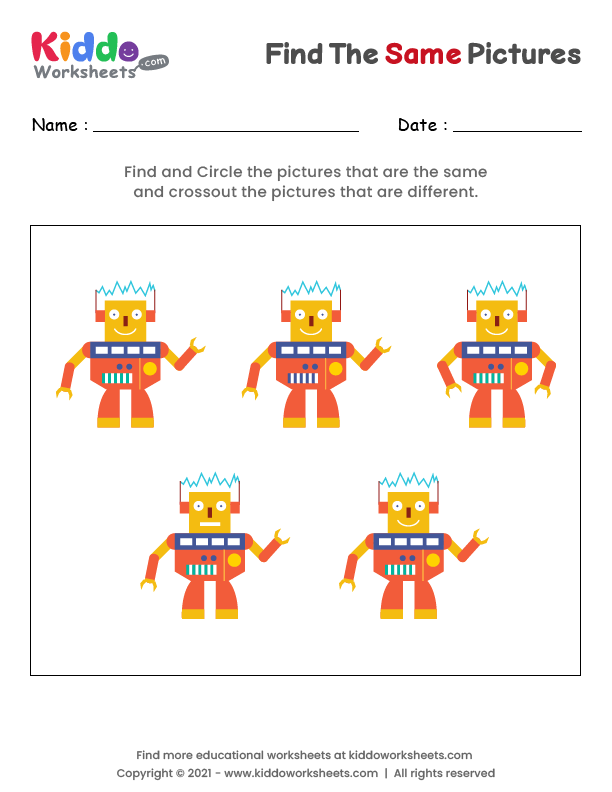 Kiddo
Worksheets.com
Find The Same Pictures
Name :
Date :
Find and Circle the pictures that are the same
and crossout the pictures that are different.
Find more educational worksheets at kiddoworksheets.com
Copyright © 2021 - www.kiddoworksheets.com | All rights reserved